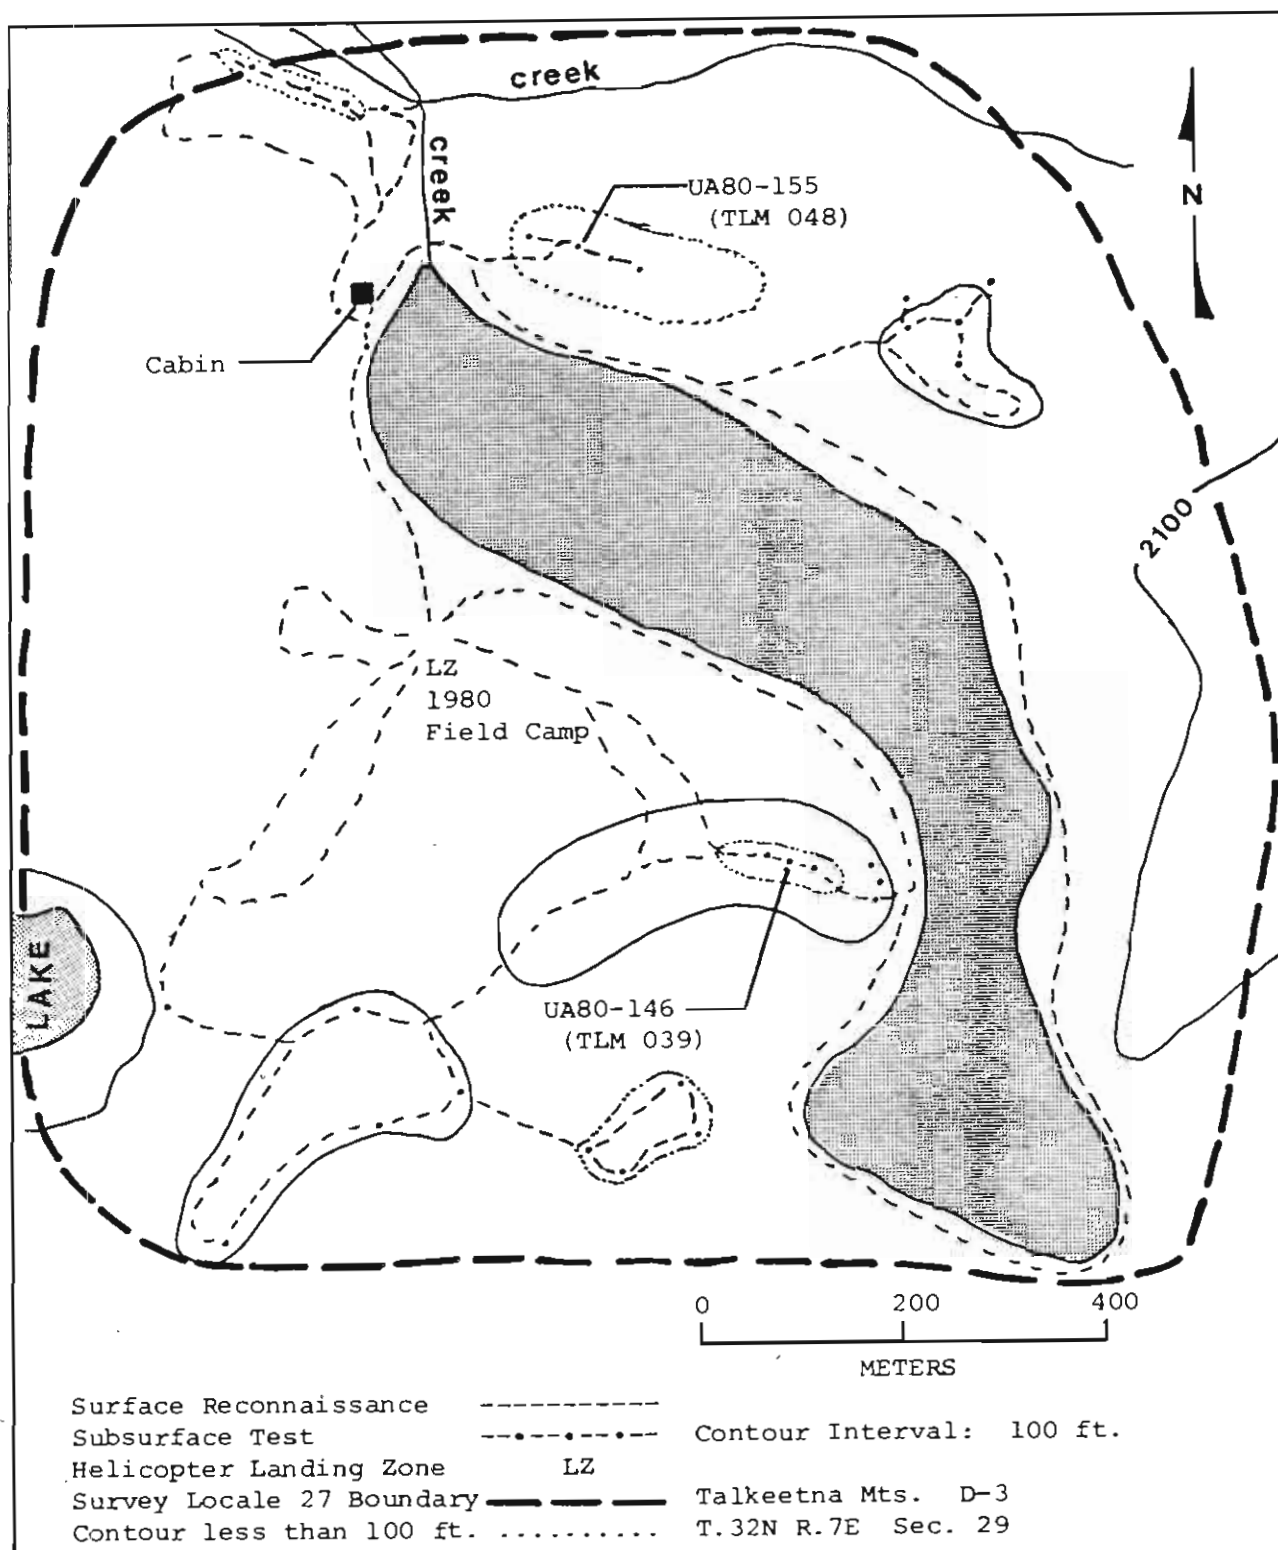 creek
creek
UA80-155
(TLM 048)
N
Cabin
2100
LZ
1980
Field Camp
LAKE
UA80-146
(TLM 039)
0 200 400
METERS
Surface Reconnaissance
Subsurface Test
Contour Interval: 100 ft.
Helicopter Landing Zone LZ
Survey Locale 27 Boundary
Talkeetna Mts. D-3
Contour less than 100 ft.
T.32N R.7E Sec. 29